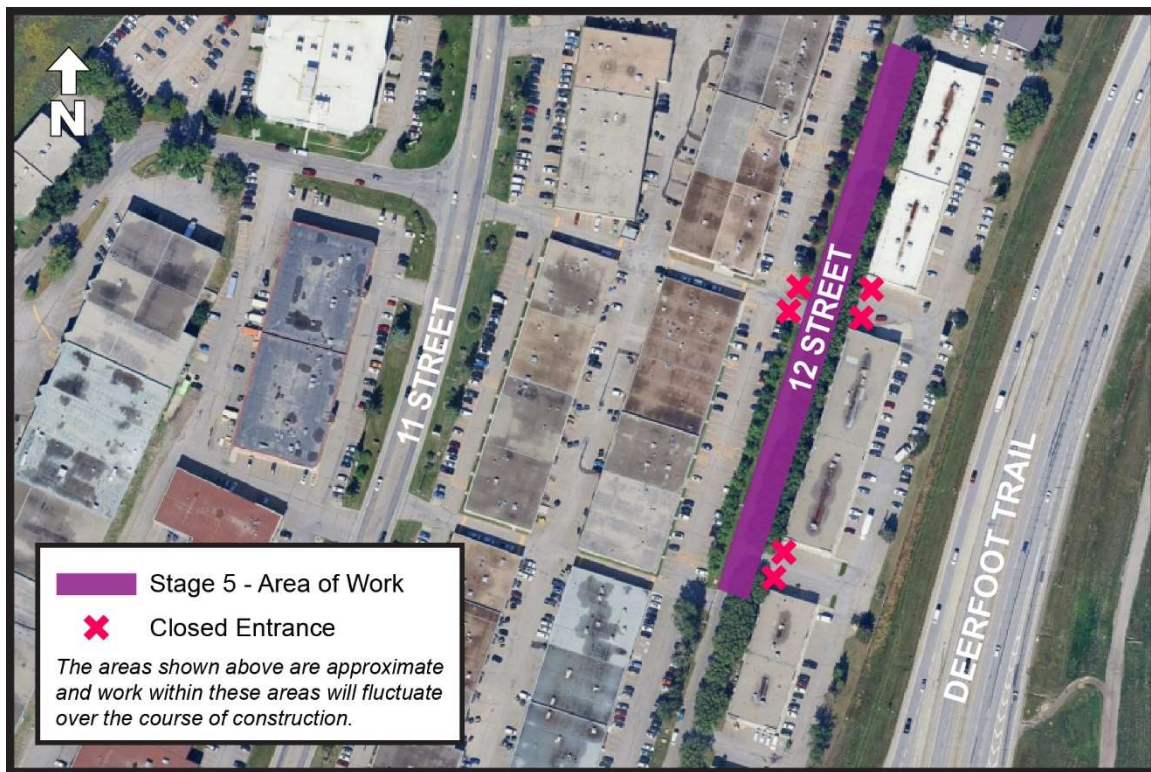 N
11 STREET
12 STREET
DEERFOOT TRAIL
Stage 5 - Area of Work
Closed Entrance
The areas shown above are approximate
and work within these areas will fluctuate
over the course of construction.